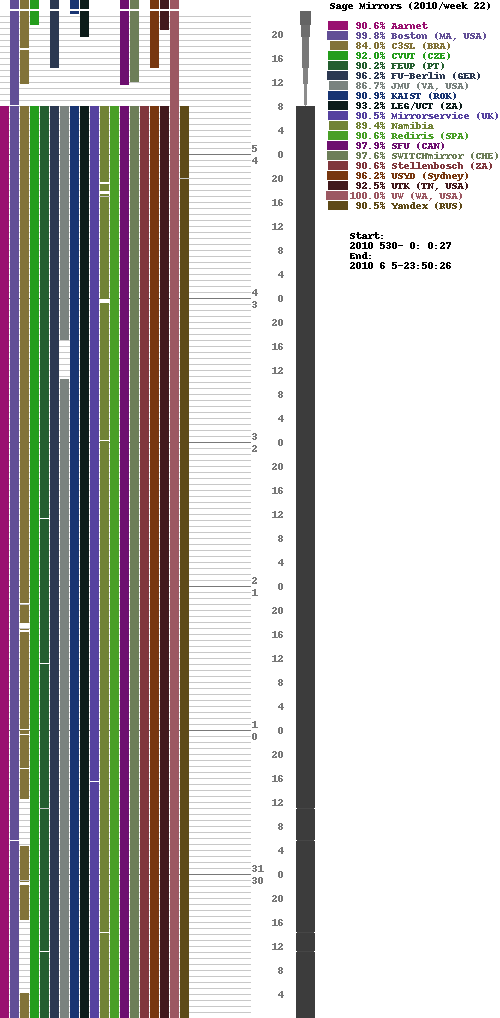 Sage Mirrors (2010/week 22)
90.6% Aarnet
99.8% Boston (MA, USA)
84.0% C3SL (BRA)
92.0% CVUT (CZE)
90.2% FEUP (PT)
96.2% FU-Berlin (GER)
86.7% JMU (VA, USA)
90.9% KAIST (ROK)
93.2% LEG/UCT (ZA)
90.5% Mirrorservice (UK)
89.4% Namibia
90.6% Rediris (SPA)
97.9% SFU (CAN)
97.6% SWITCHmirror (CHE)
90.6% Stellenbosch (ZA)
96.2% USYD (Sydney)
92.5% UTK (TN, USA)
100.0% UW (WA, USA)
90.5% Yandex (RUS)
Start:
2010 530- 0: 0:27
End:
2010 6 5-23:50:26
20
16
12
8
4
5
0
4
20
16
12
8
4
4
0
3
20
16
12
8
4
3
0
2
20
16
12
8
4
2
0
1
20
16
12
8
4
1
0
0
20
16
12
8
4
31
0
30
20
16
12
8
4